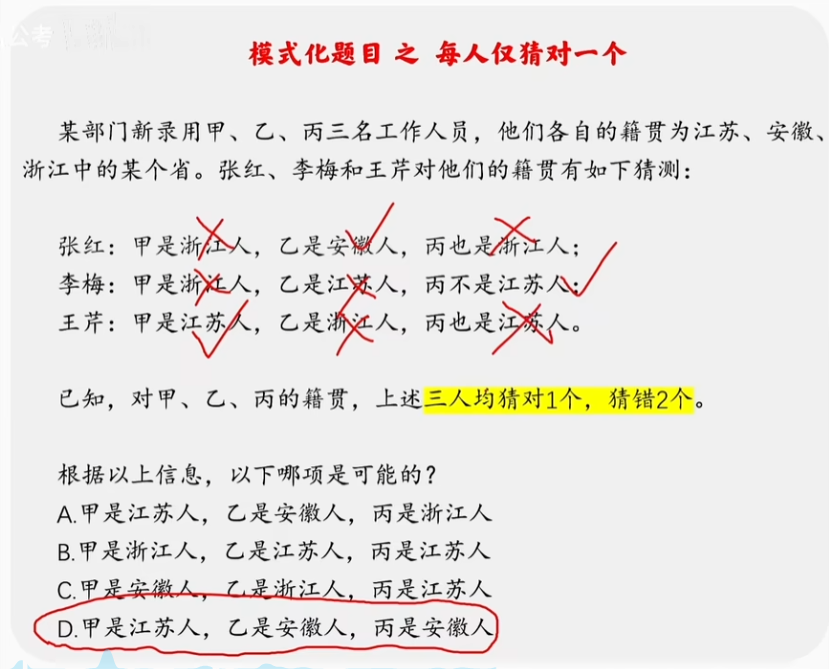 公考
模式化题目 之 每人仅猜对一个
某部门新录用甲、乙、丙三名工作人员，他们各自的籍贯为江苏、安徽、
浙江中的某个省。张红、李梅和王芹对他们的籍贯有如下猜测：
张红：甲是浙江人，乙是安徽人，丙也是浙江人；
李梅：甲是浙江人，乙是江苏人，丙不是江苏人；
王芹：甲是江苏人，乙是浙江人，丙也是江苏人。
已知，对甲、乙、丙的籍贯，上述三人均猜对1个，猜错2个。
根据以上信息，以下哪项是可能的？
A.甲是江苏人，乙是安徽人，丙是浙江人
B.甲是浙江人，乙是江苏人，丙是江苏人
C.甲是安徽人，乙是浙江人，丙是江苏人
D.甲是江苏人，乙是安徽人，丙是安徽人